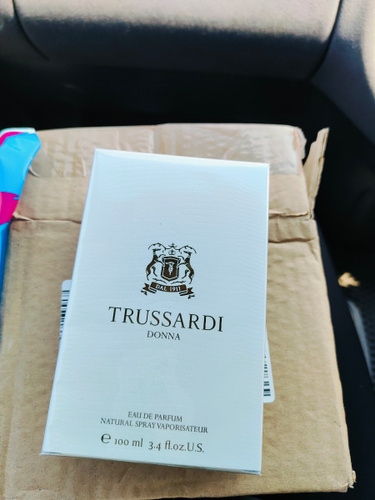 DAL 1911
TRUSSARDI
DONNA
EAU DE PARFUM
NATURAL SPRAY VAPORISATEUR
℮ 100 ml 3.4 fl.oz.U.S.